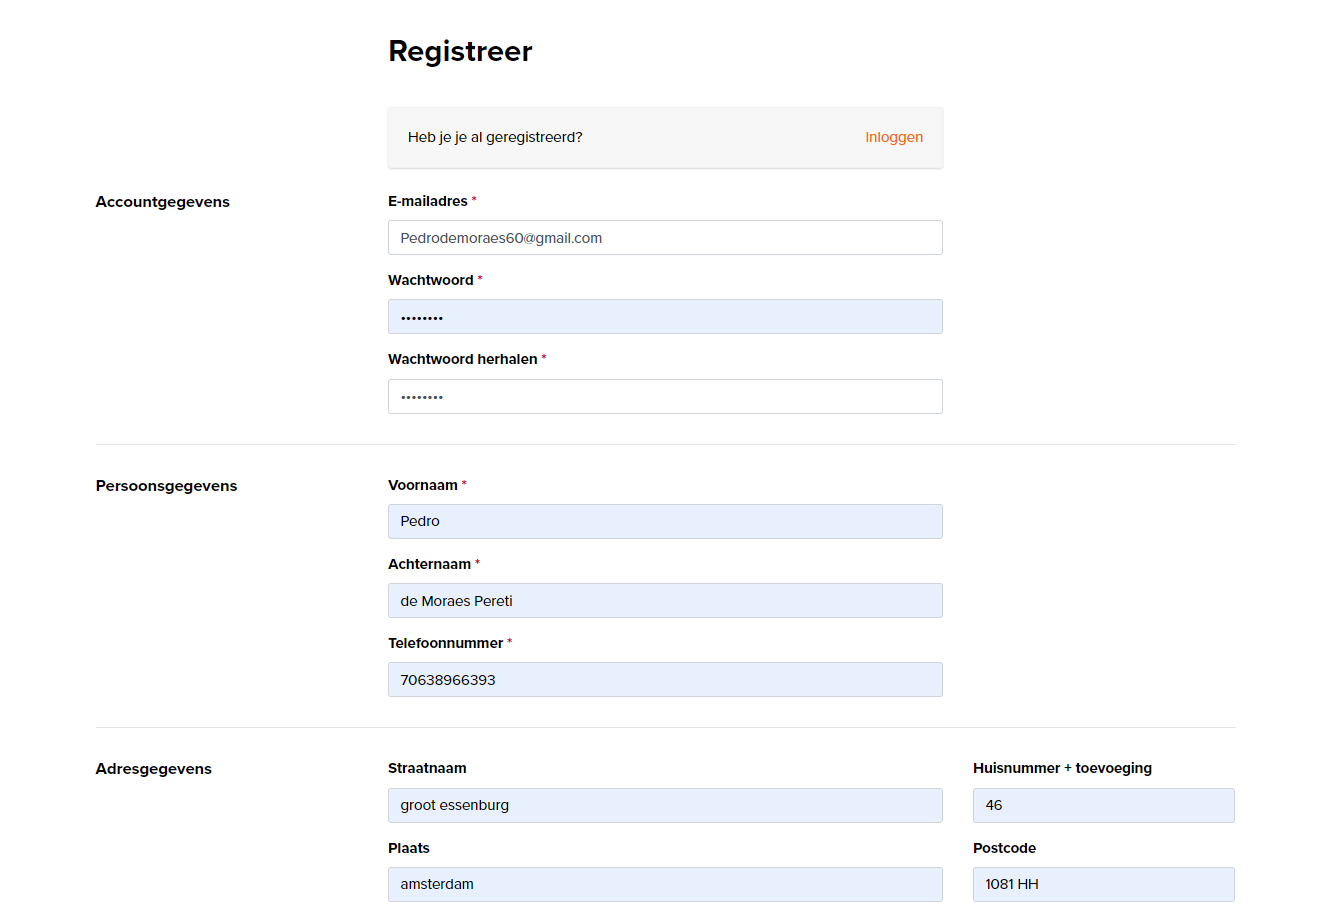 Registreer
Heb je je al geregistreerd? Inloggen
Accountgegevens
E-mailadres *
Pedrodemoraes60@gmail.com
Wachtwoord *
••••••••
Wachtwoord herhalen *
••••••••
Persoonsgegevens
Voornaam *
Pedro
Achternaam *
de Moraes Pereti
Telefoonnummer *
70638966393
Adresgegevens
Straatnaam Huisnummer + toevoeging
groot essenburg 46
Plaats Postcode
amsterdam 1081 HH